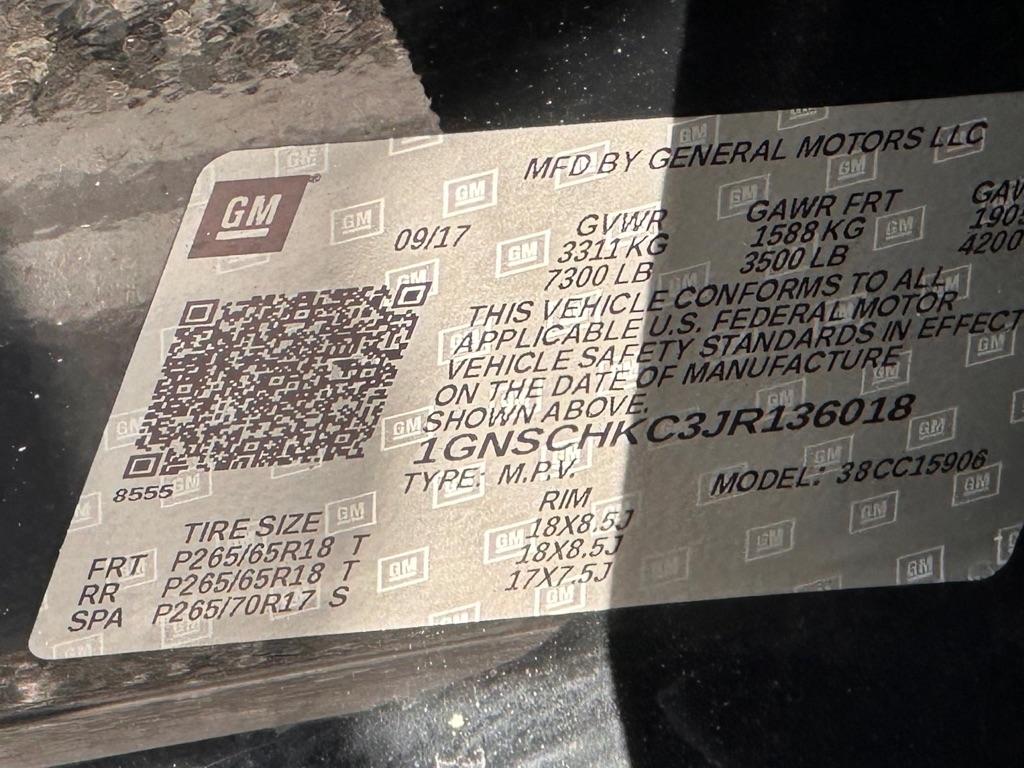 GM
MFD BY GENERAL MOTORS LLC
09/17
GVWR GAWR FRT
3311 KG 1588 KG
7300 LB 3500 LB 4200
THIS VEHICLE CONFORMS TO ALL
APPLICABLE U.S. FEDERAL MOTOR
VEHICLE SAFETY STANDARDS IN EFFECT
ON THE DATE OF MANUFACTURE
SHOWN ABOVE.
1GNSCHKC3JR136018
8555
TYPE: M.P.V. MODEL: 38CC15906
TIRE SIZE RIM
FRT P265/65R18 T 18X8.5J
RR P265/65R18 T 18X8.5J
SPA P265/70R17 S 17X7.5J